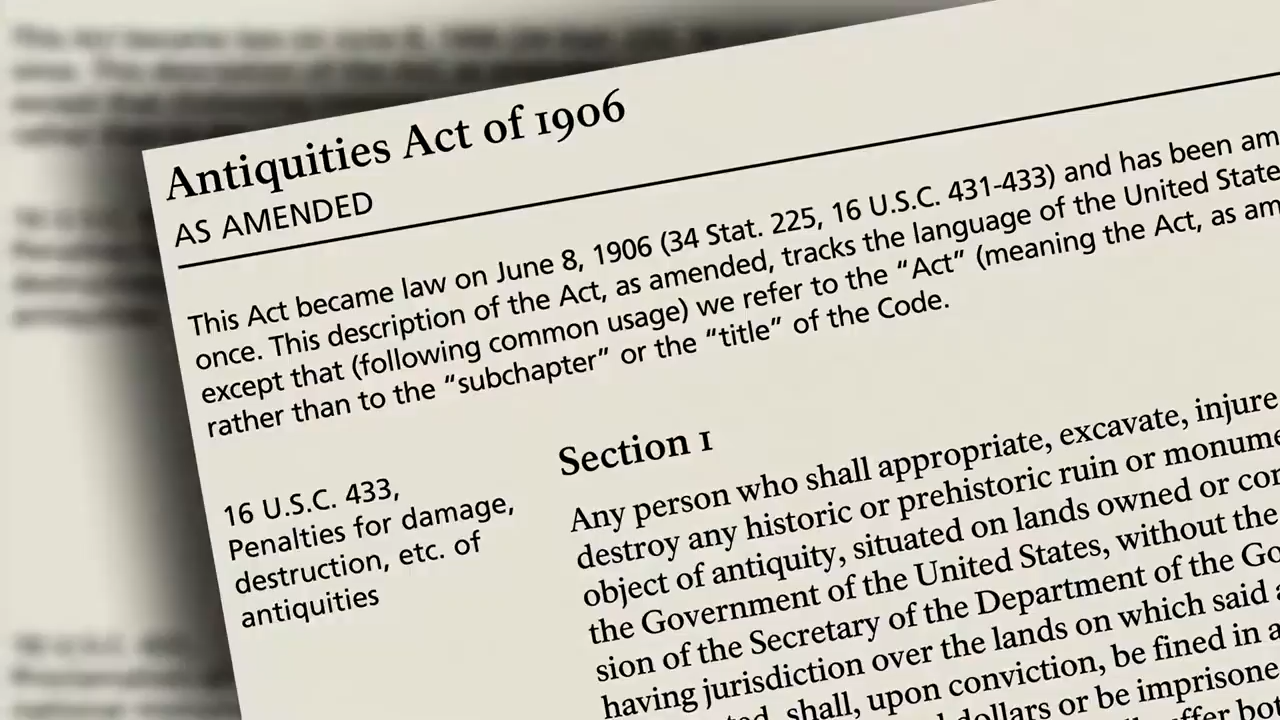 Antiquities Act of 1906
AS AMENDED
This Act became law on June 8, 1906 (34 Stat. 225, 16 U.S.C. 431-433) and has been am
once. This description of the Act, as amended, tracks the language of the United State
except that (following common usage) we refer to the “Act” (meaning the Act, as am
rather than to the “subchapter” or the “title” of the Code.
16 U.S.C. 433,
Penalties for damage,
destruction, etc. of
antiquities
Section 1
Any person who shall appropriate, excavate, injure
destroy any historic or prehistoric ruin or monume
object of antiquity, situated on lands owned or con
the Government of the United States, without the
sion of the Secretary of the Department of the Go
having jurisdiction over the lands on which said a
shall, upon conviction, be fined in a
dollars or be imprisone